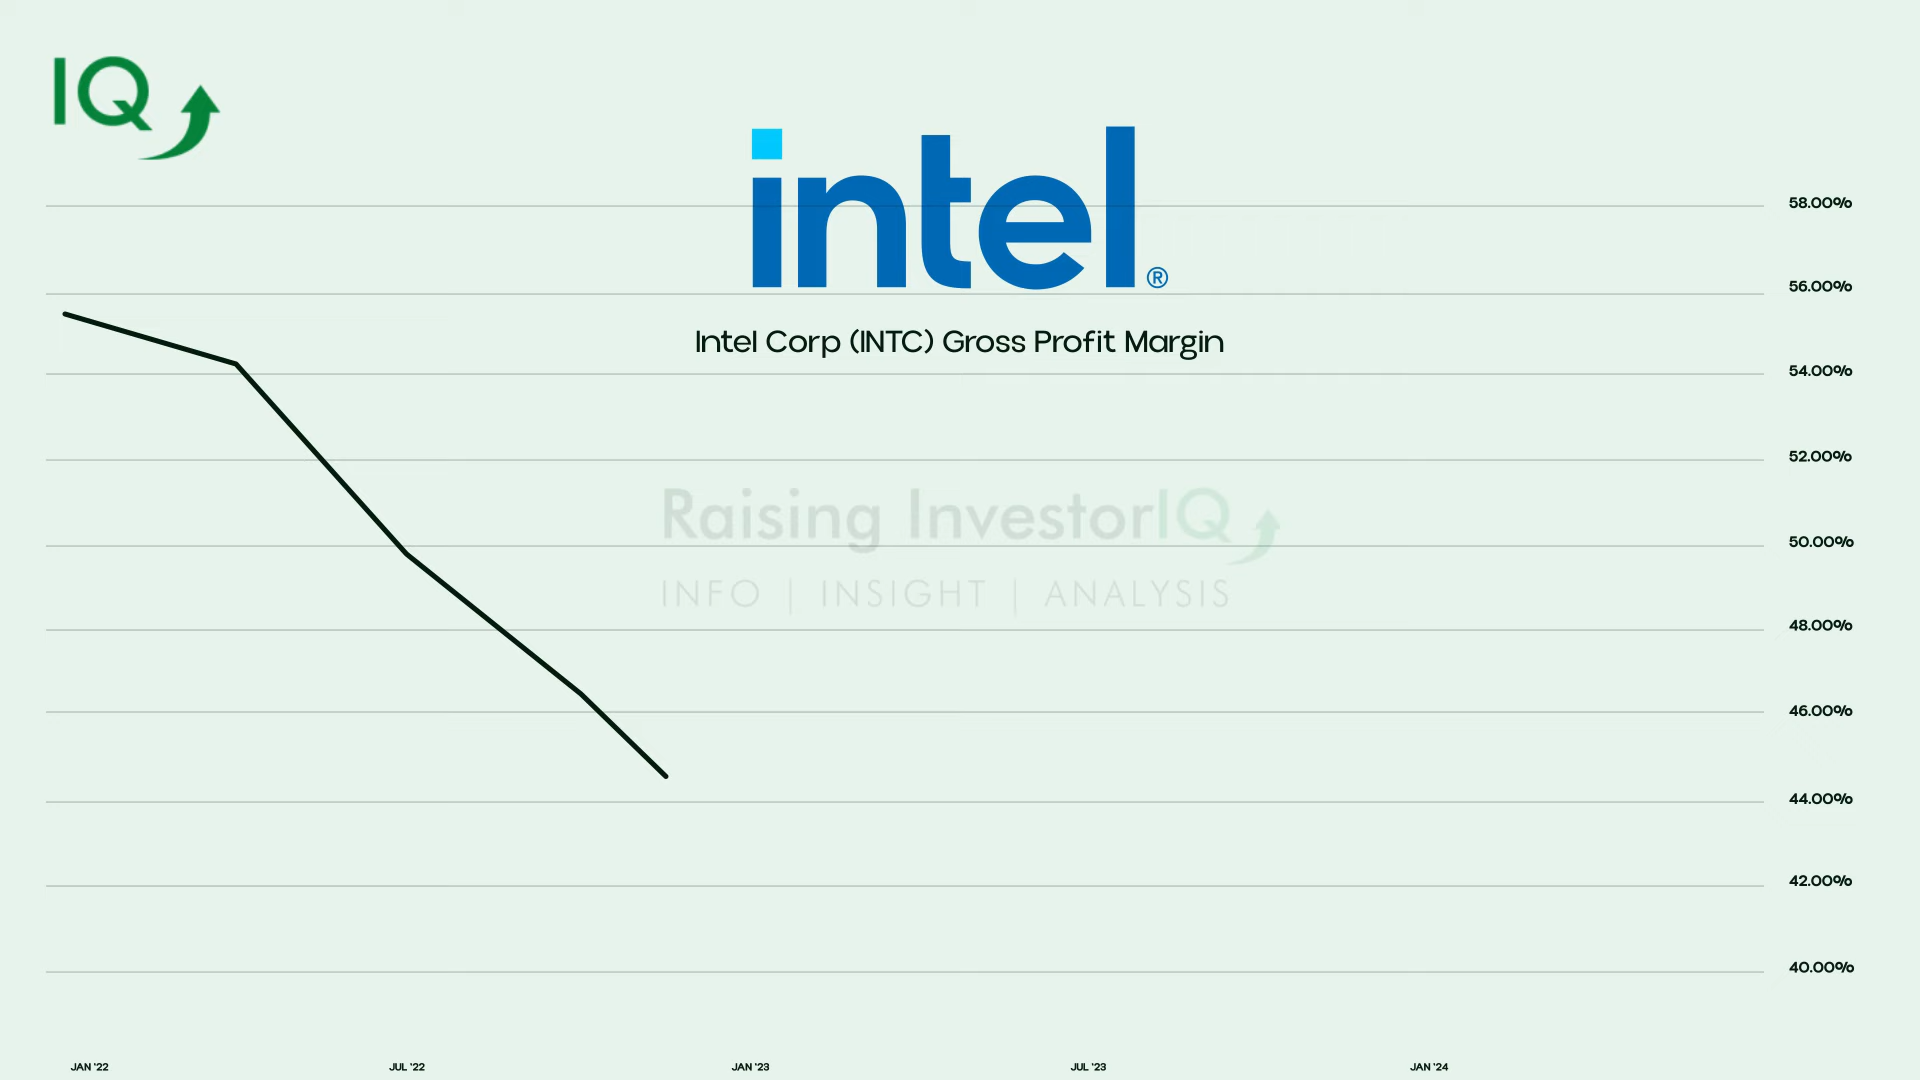 IQ
intel®
58.00%
56.00%
Intel Corp (INTC) Gross Profit Margin
54.00%
52.00%
Raising InvestorIQ
50.00%
INFO | INSIGHT | ANALYSIS
48.00%
46.00%
44.00%
42.00%
40.00%
JAN '22 JUL '22 JAN '23 JUL '23 JAN '24